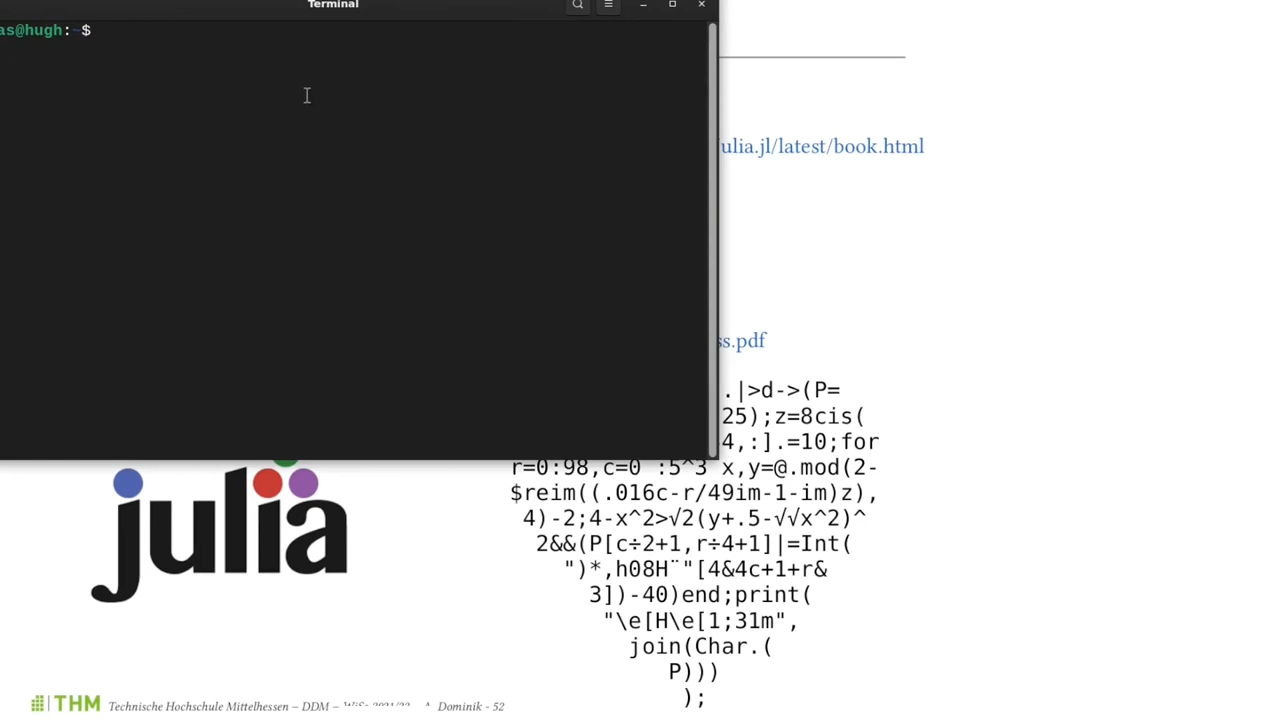 Terminal
as@hugh:~$
ulia.jl/latest/book.html
ss.pdf
.|>d->(P=
25);z=8cis(
4,:].=10;for
r=0:98,c=0 :5^3 x,y=@.mod(2-
$reim((.016c-r/49im-1-im)z),
4)-2;4-x^2>√2(y+.5-√√x^2)^
2&&(P[c÷2+1,r÷4+1]|=Int(
")*,h08H¨"[4&4c+1+r&
3])-40)end;print(
"\e[H\e[1;31m",
join(Char.(
P)))
);
julia
THM Technische Hochschule Mittelhessen – DDM – WiSe 2021/22 – A. Dominik - 52